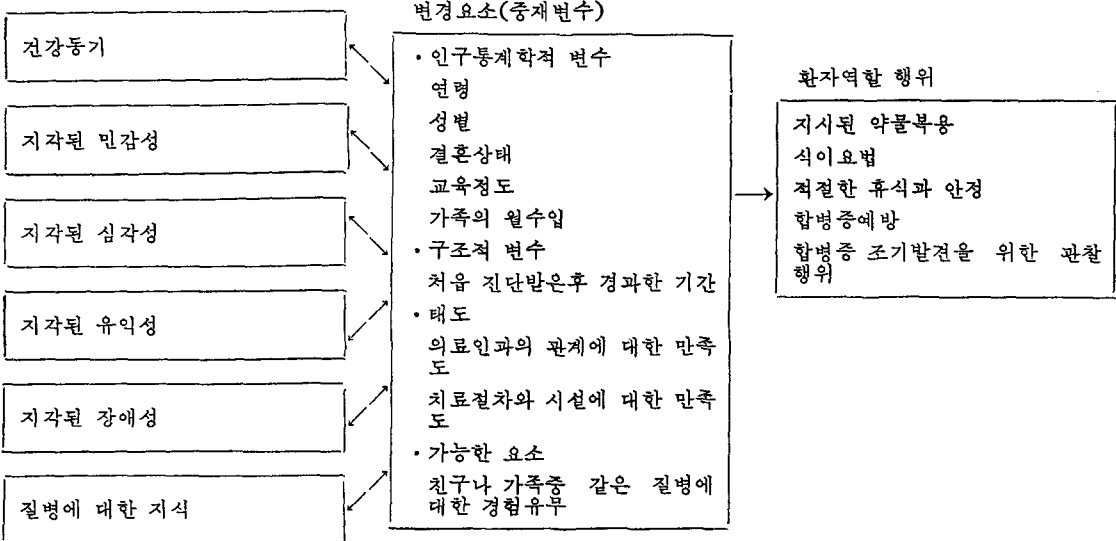 건강동기
지각된 민감성
지각된 심각성
지각된 유익성
지각된 장애성
질병에 대한 지식
변경요소(중재변수)
• 인구통계학적 변수
연령
성별
결혼상태
교육정도
가족의 월수입
• 구조적 변수
처음 진단받은후 경과한 기간
• 태도
의료인과의 관계에 대한 만족
도
치료절차와 시설에 대한 만족
도
• 가능한 요소
친구나 가족중 같은 질병에
대한 경험유무
환자역할 행위
지시된 약물복용
식이요법
적절한 휴식과 안정
합병증예방
합병증 조기발견을 위한 관찰
행위